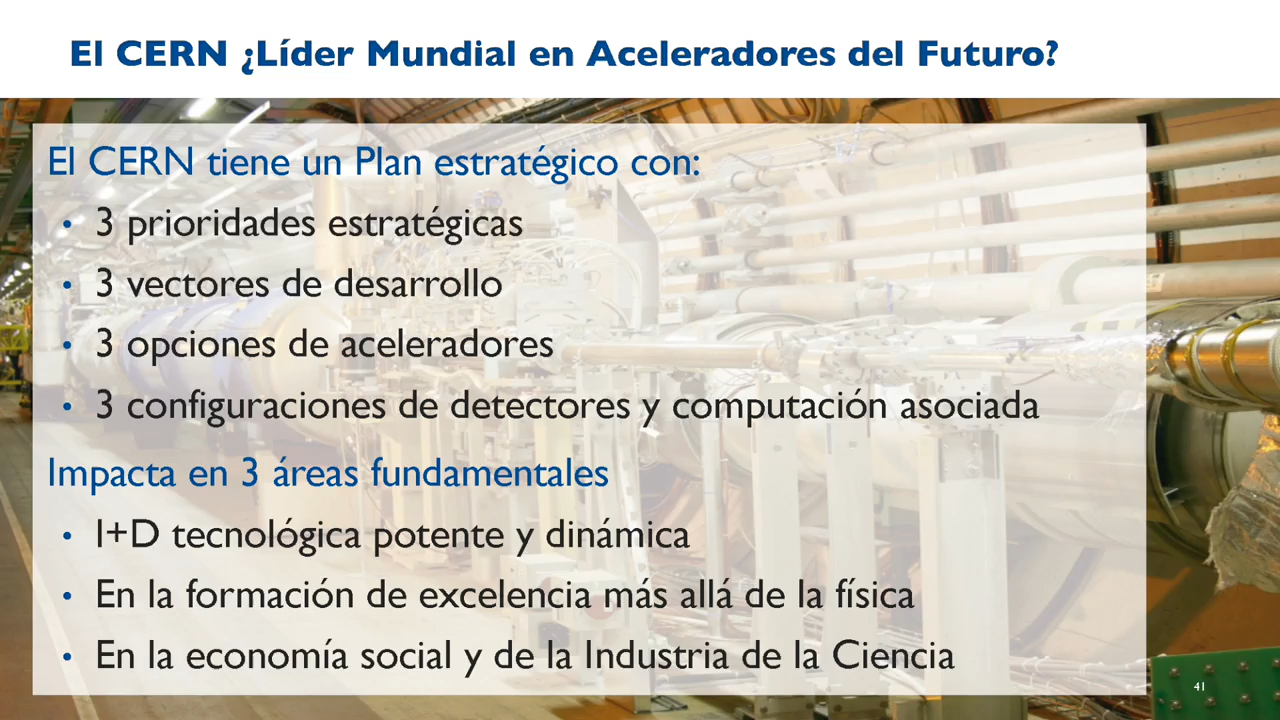 El CERN ¿Líder Mundial en Aceleradores del Futuro?
El CERN tiene un Plan estratégico con:
• 3 prioridades estratégicas
• 3 vectores de desarrollo
• 3 opciones de aceleradores
• 3 configuraciones de detectores y computación asociada
Impacta en 3 áreas fundamentales
• I+D tecnológica potente y dinámica
• En la formación de excelencia más allá de la física
• En la economía social y de la Industria de la Ciencia
41